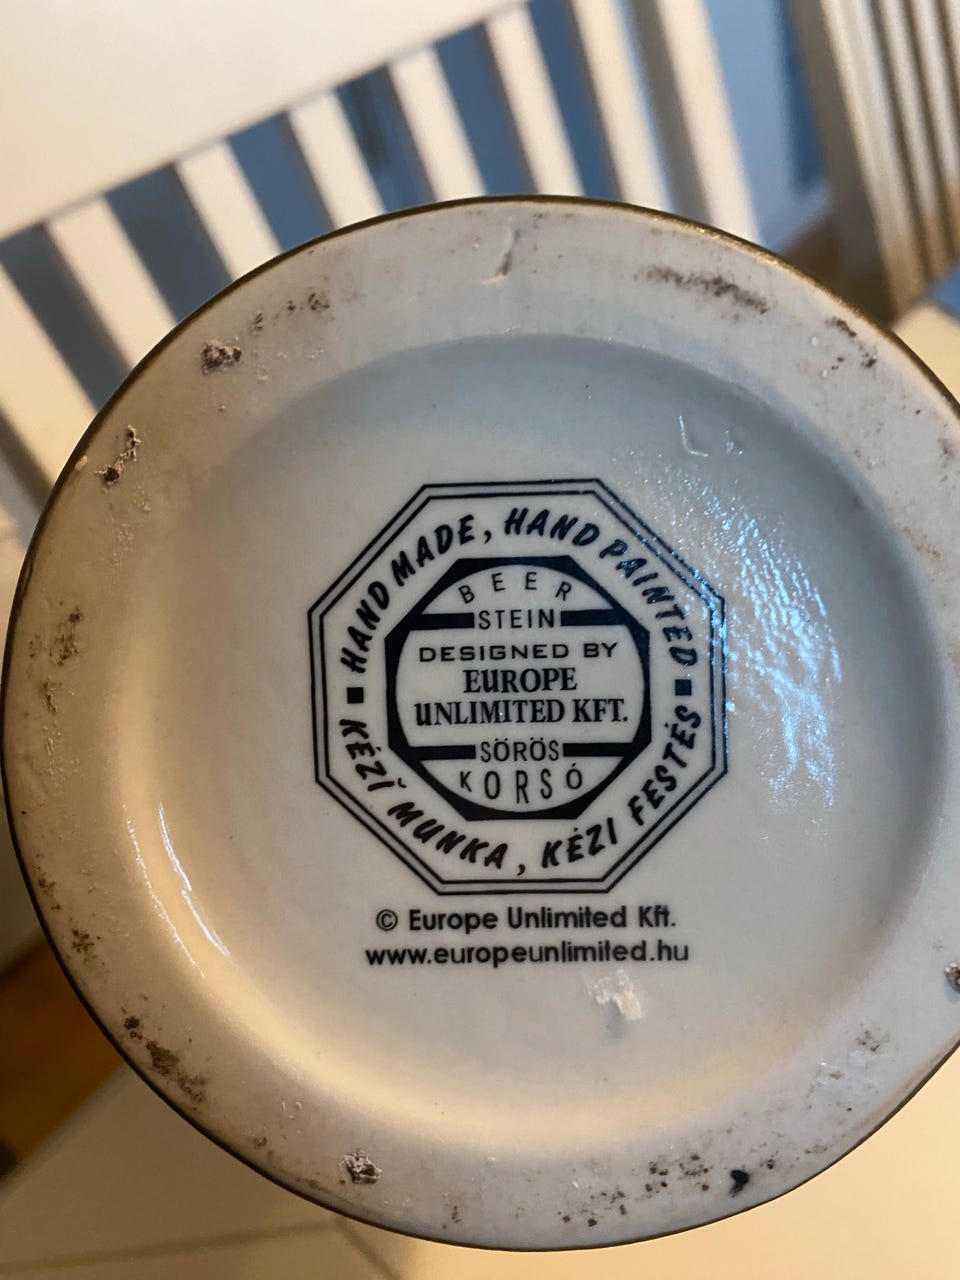 HAND MADE, HAND PAINTED
BEER
STEIN
DESIGNED BY
EUROPE
UNLIMITED KFT.
SÖRÖS
KORSÓ
KÉZI MUNKA, KÉZI FESTÉS
© Europe Unlimited Kft.
www.europeunlimited.hu